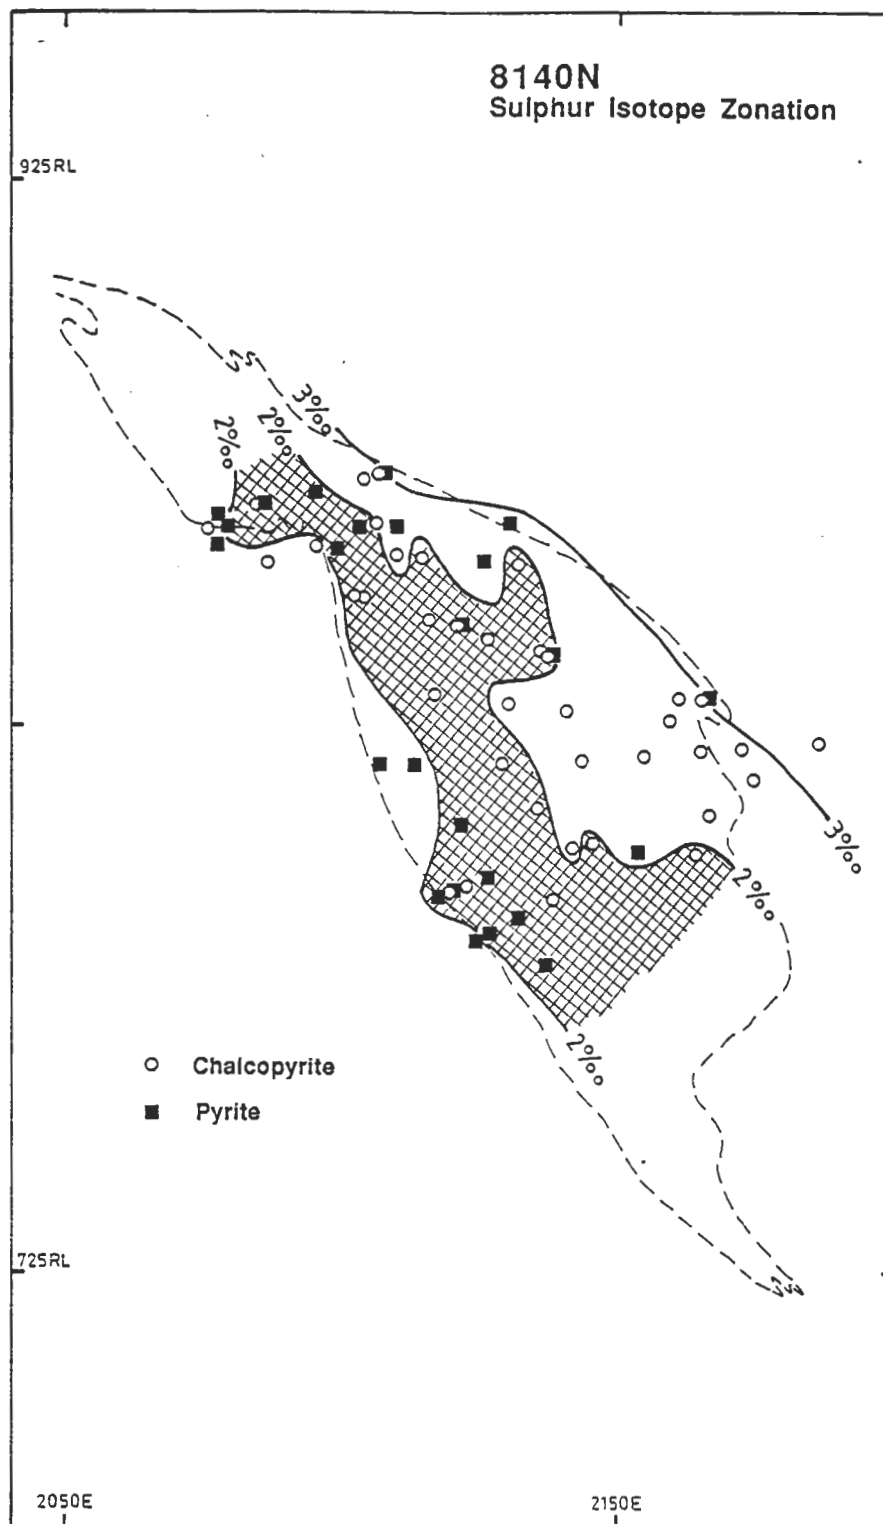 8140N
Sulphur Isotope Zonation
925RL
3‰
2‰
2‰
3‰
2‰
2‰
Chalcopyrite
Pyrite
725RL
2050E
2150E